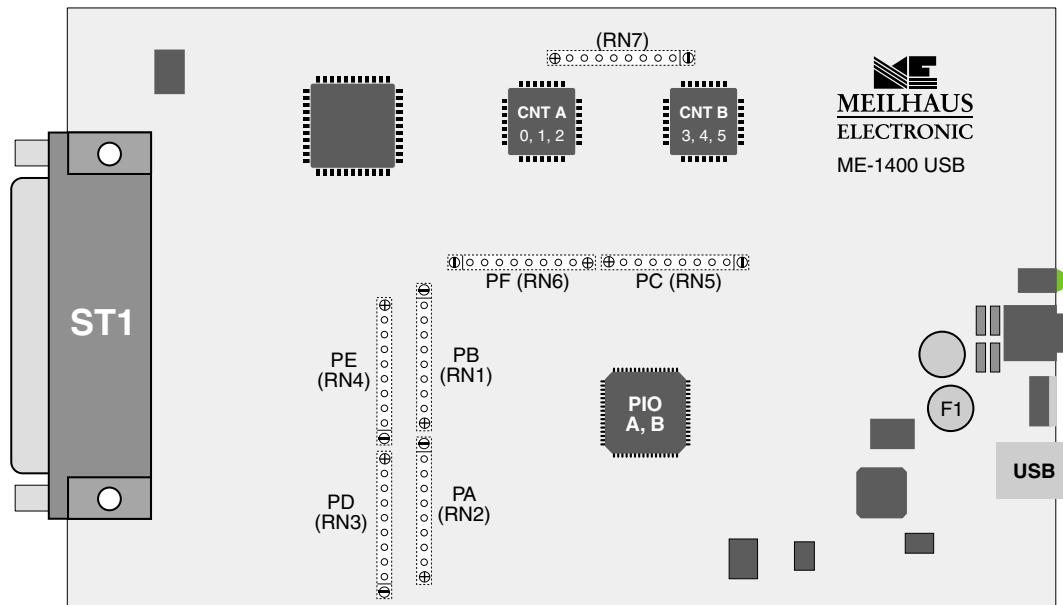 (RN7)
CNT A
0, 1, 2
CNT B
3, 4, 5
ME
MEILHAUS
ELECTRONIC
ME-1400 USB
PF (RN6)
PC (RN5)
ST1
PE
(RN4)
PB
(RN1)
PIO
A, B
F1
USB
PD
(RN3)
PA
(RN2)